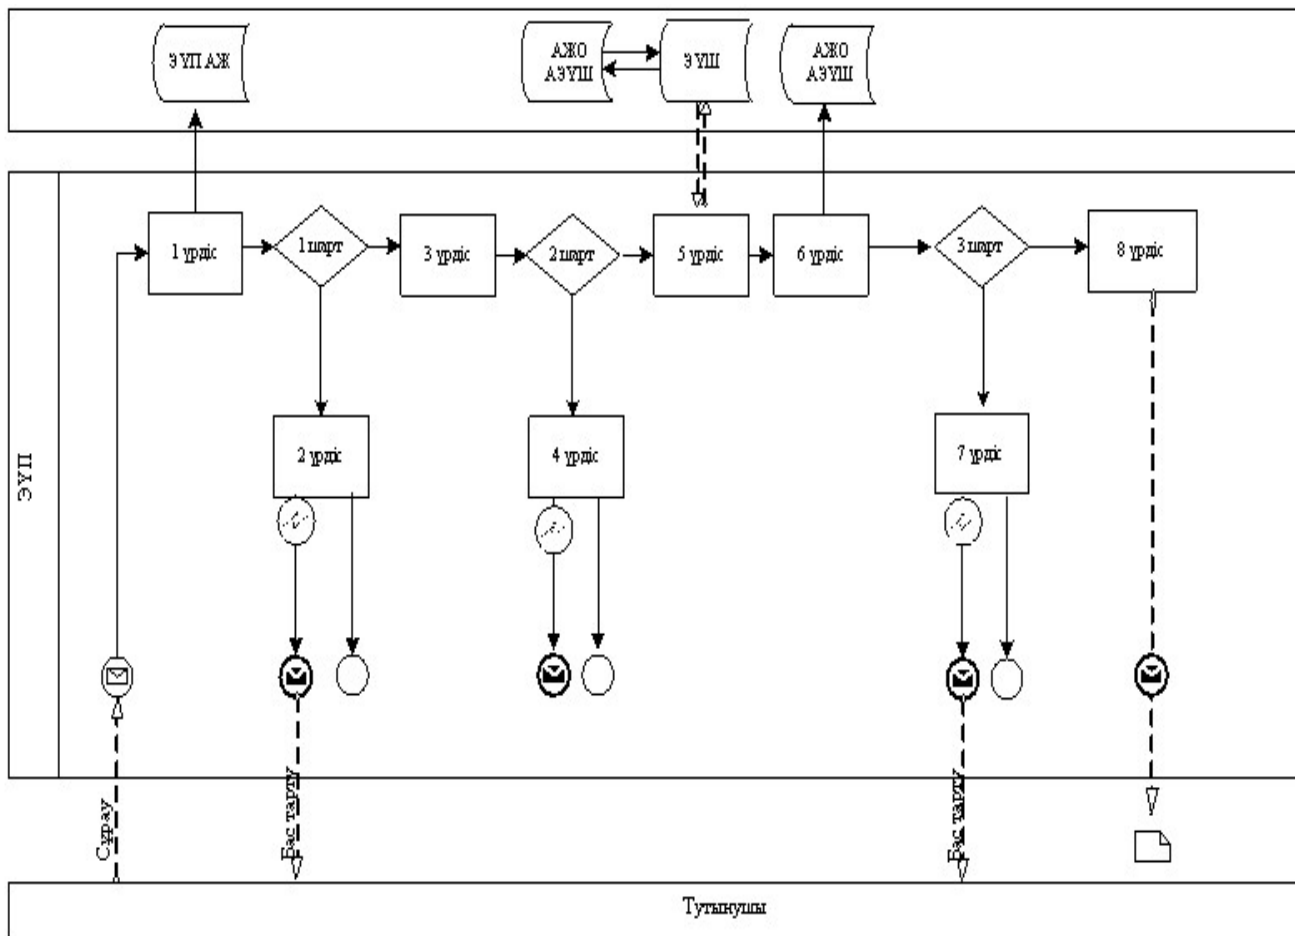 ЭҮП АЖ
АЖО
АЭҮШ
ЭҮШ
АЖО
АЭҮШ
1 үрдіс
1 шарт
3 үрдіс
2 шарт
5 үрдіс
6 үрдіс
3 шарт
8 үрдіс
2 үрдіс
4 үрдіс
7 үрдіс
ЭҮП
Сұрау
Бас тарту
Бас тарту
Тұтынушы